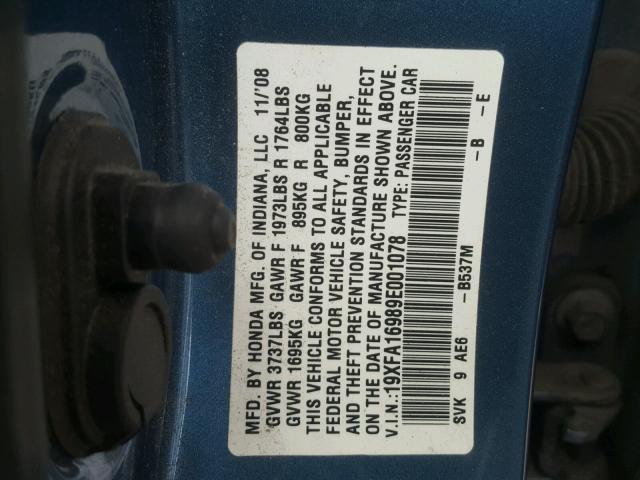 MFD. BY HONDA MFG. OF INDIANA, LLC 11/'08
GVWR 3737LBS GAWR F 1973LBS R 1764LBS
GVWR 1695KG GAWR F 895KG R 800KG
THIS VEHICLE CONFORMS TO ALL APPLICABLE
FEDERAL MOTOR VEHICLE SAFETY, BUMPER,
AND THEFT PREVENTION STANDARDS IN EFFECT
ON THE DATE OF MANUFACTURE SHOWN ABOVE.
V.I.N.:19XFA16989E001078 TYPE: PASSENGER CAR
SVK 9 AE6 -B537M -B -E